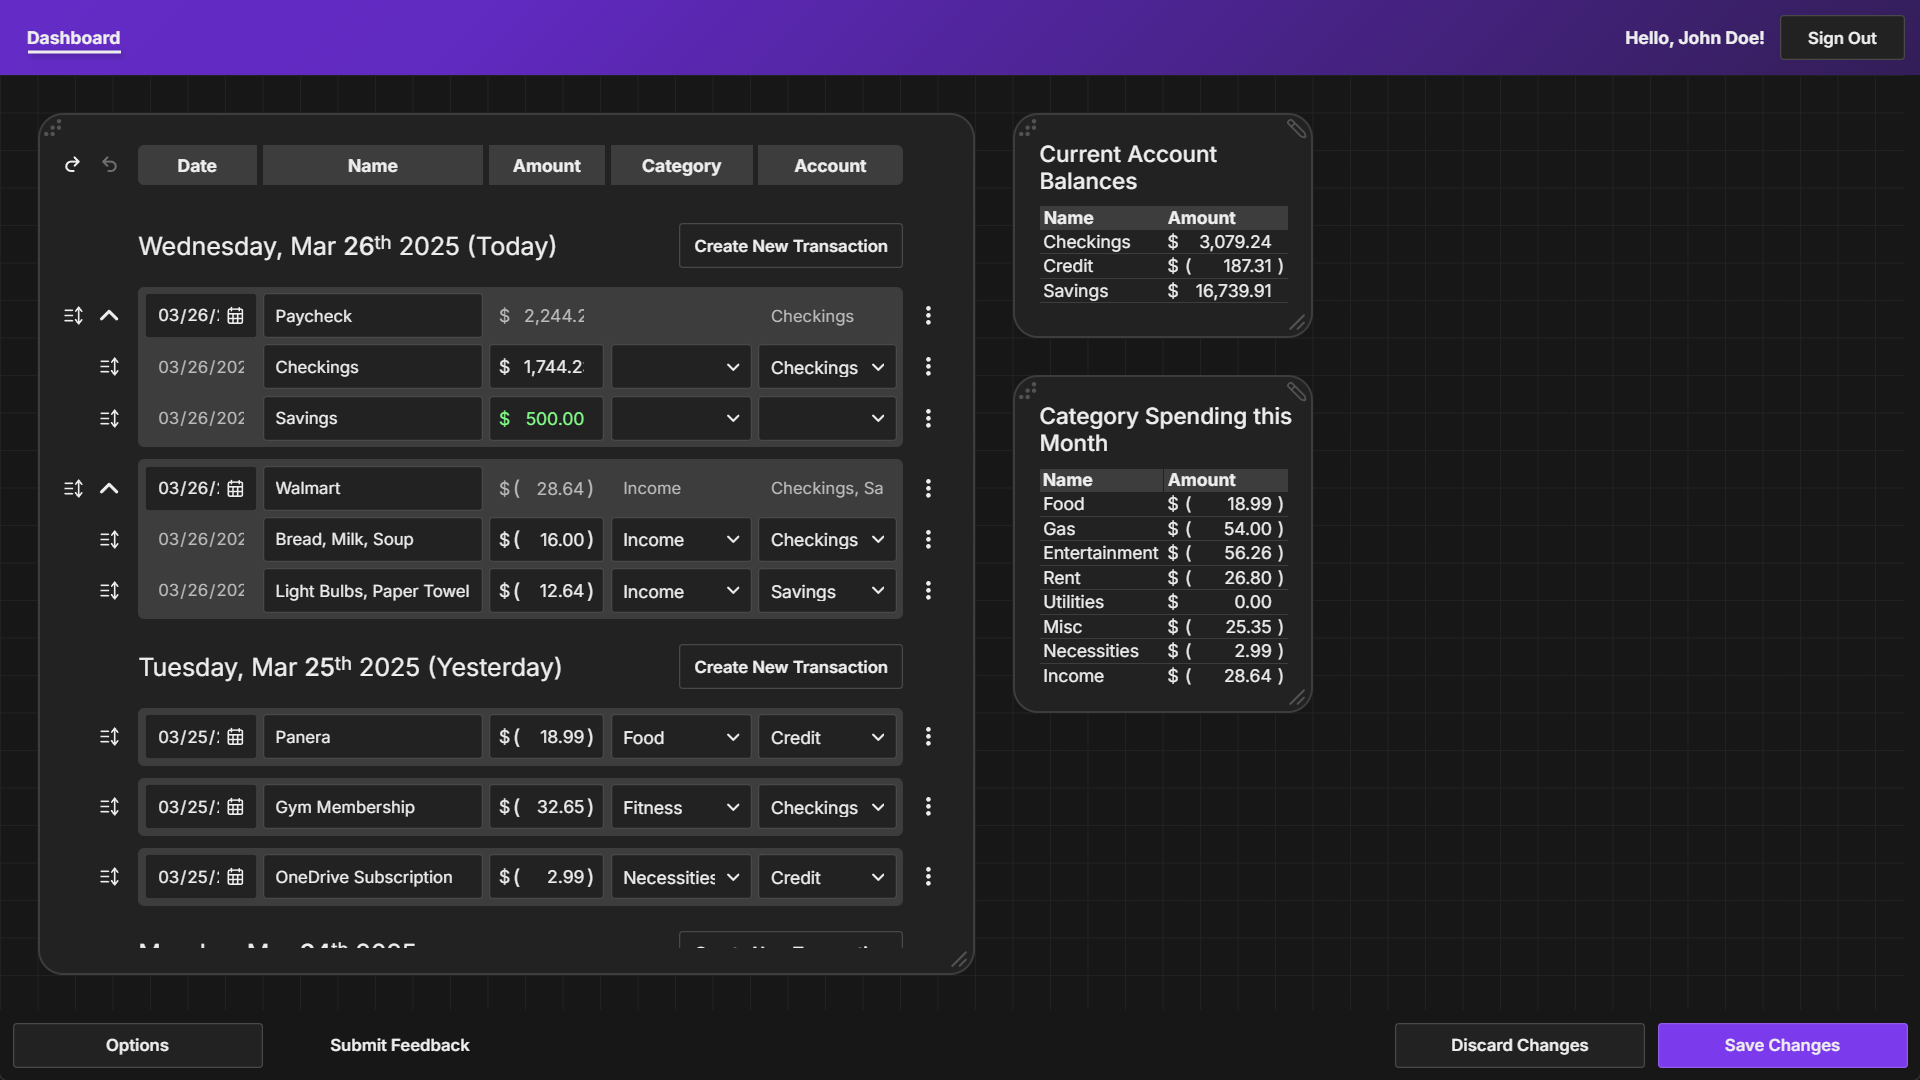 Dashboard
Hello, John Doe!
Sign Out
Date Name Amount Category Account
Wednesday, Mar 26th 2025 (Today)
Create New Transaction
03/26/ Paycheck $ 2,244.2 Checkings
03/26/202 Checkings $ 1,744.2 Checkings
03/26/202 Savings $ 500.00
03/26/ Walmart $ ( 28.64 ) Income Checkings, Sa
03/26/202 Bread, Milk, Soup $ ( 16.00 ) Income Checkings
03/26/202 Light Bulbs, Paper Towel $ ( 12.64 ) Income Savings
Tuesday, Mar 25th 2025 (Yesterday)
Create New Transaction
03/25/ Panera $ ( 18.99 ) Food Credit
03/25/ Gym Membership $ ( 32.65 ) Fitness Checkings
03/25/ OneDrive Subscription $ ( 2.99 ) Necessities Credit
Current Account
Balances
Name Amount
Checkings $ 3,079.24
Credit $ ( 187.31 )
Savings $ 16,739.91
Category Spending this
Month
Name Amount
Food $ ( 18.99 )
Gas $ ( 54.00 )
Entertainment $ ( 56.26 )
Rent $ ( 26.80 )
Utilities $ 0.00
Misc $ ( 25.35 )
Necessities $ ( 2.99 )
Income $ ( 28.64 )
Options
Submit Feedback
Discard Changes
Save Changes